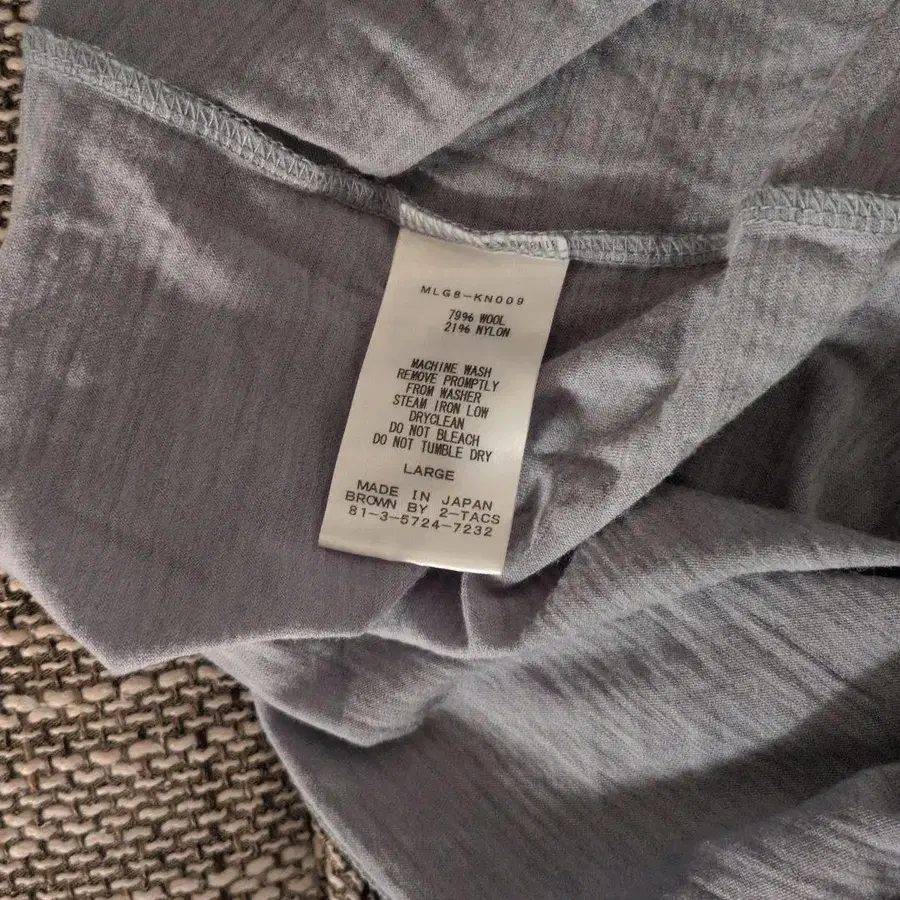 MLG8-KN009
79% WOOL
21% NYLON
MACHINE WASH
REMOVE PROMPTLY
FROM WASHER
STEAM IRON LOW
DRYCLEAN
DO NOT BLEACH
DO NOT TUMBLE DRY
LARGE
MADE IN JAPAN
BROWN BY 2-TACS
81-3-5724-7232